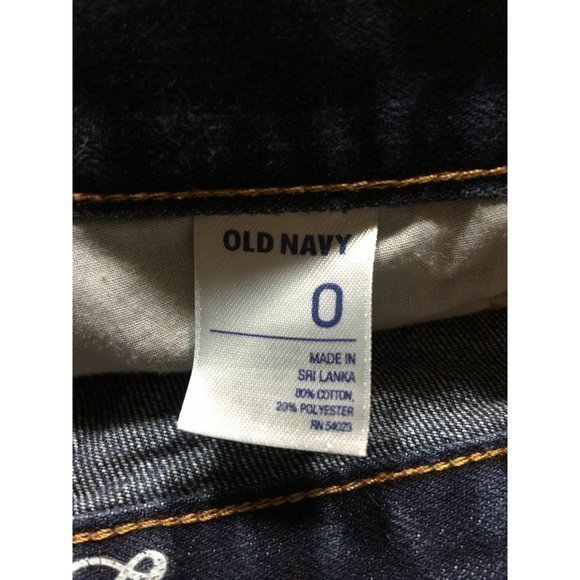 OLD NAVY
0
MADE IN
SRI LANKA
80% COTTON,
20% POLYESTER
RN 54023